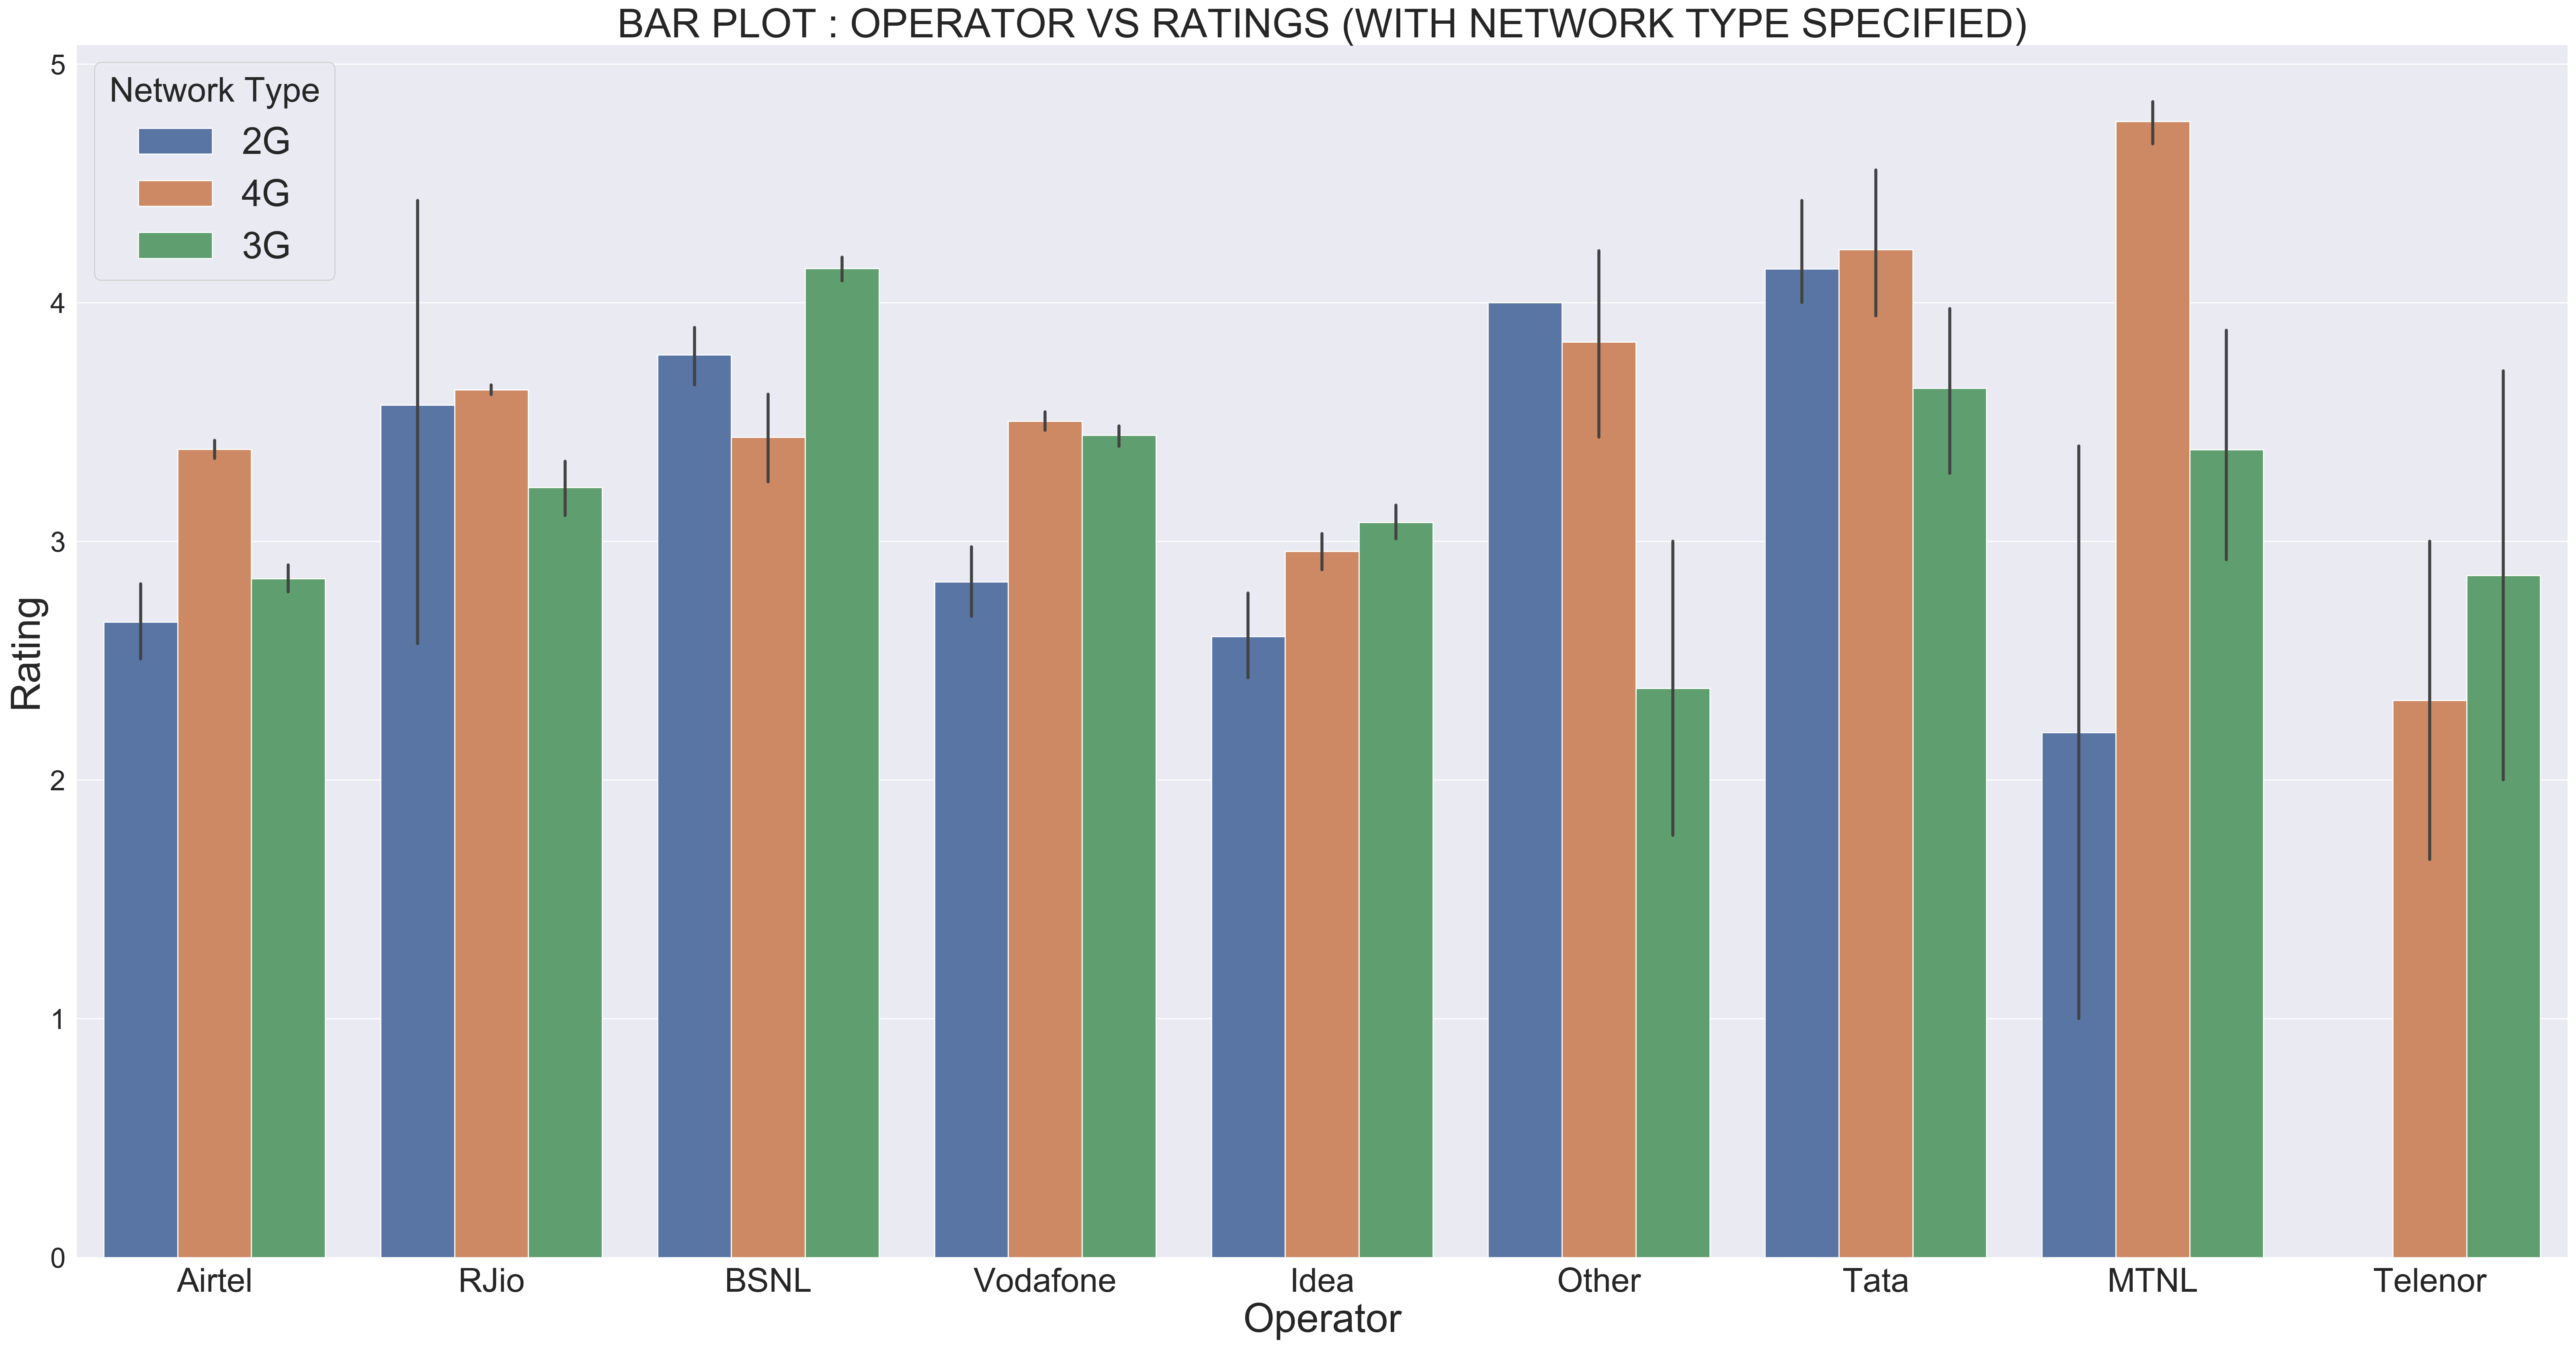 BAR PLOT : OPERATOR VS RATINGS (WITH NETWORK TYPE SPECIFIED)
Network Type
2G
4G
3G
5
4
3
2
1
0
Rating
Airtel RJio BSNL Vodafone Idea Other Tata MTNL Telenor
Operator